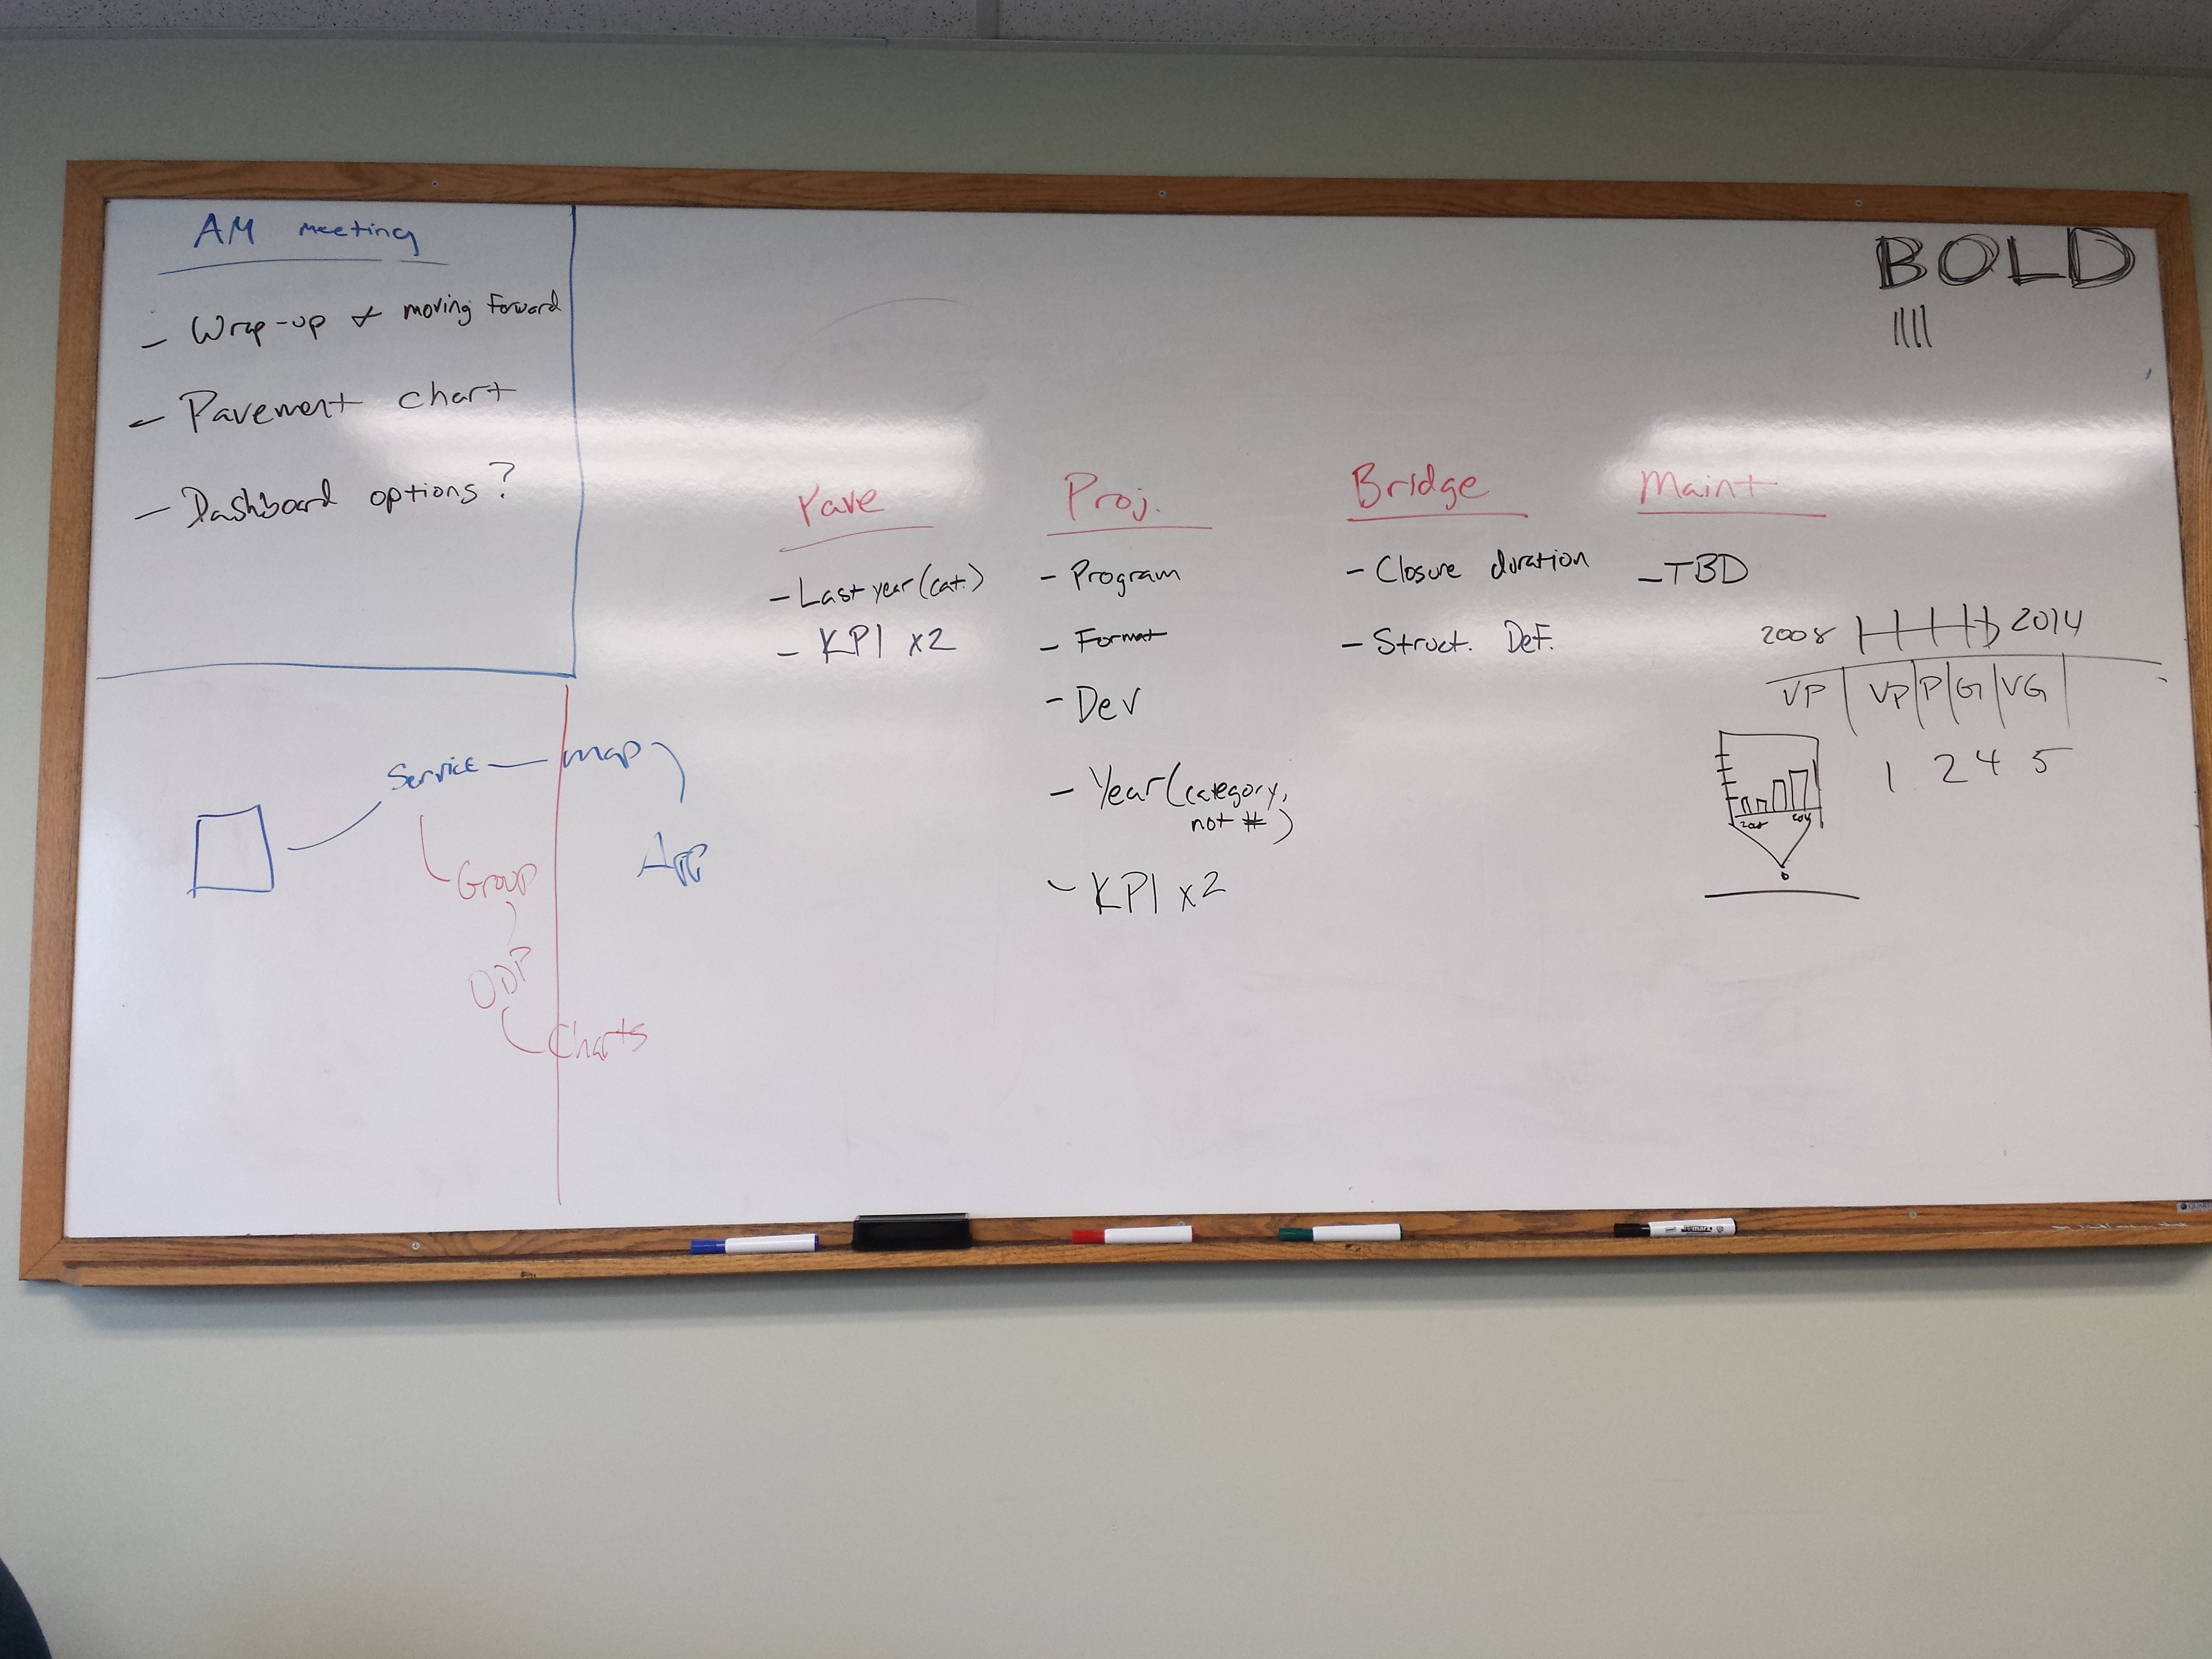 AM meeting
- Wrap-up & moving forward
- Pavement chart
- Dashboard options?
BOLD
||||
Pave
- Last year (cat.)
- KPI x2
Proj.
- Program
- Format
- Dev
- Year (category,
not #)
- KPI x2
Bridge
- Closure duration
- Struct. Def.
Maint
- TBD
2008 2014
VP | VP | P | G | VG
1 2 4 5
Service — map
App
Group
ODP
Charts